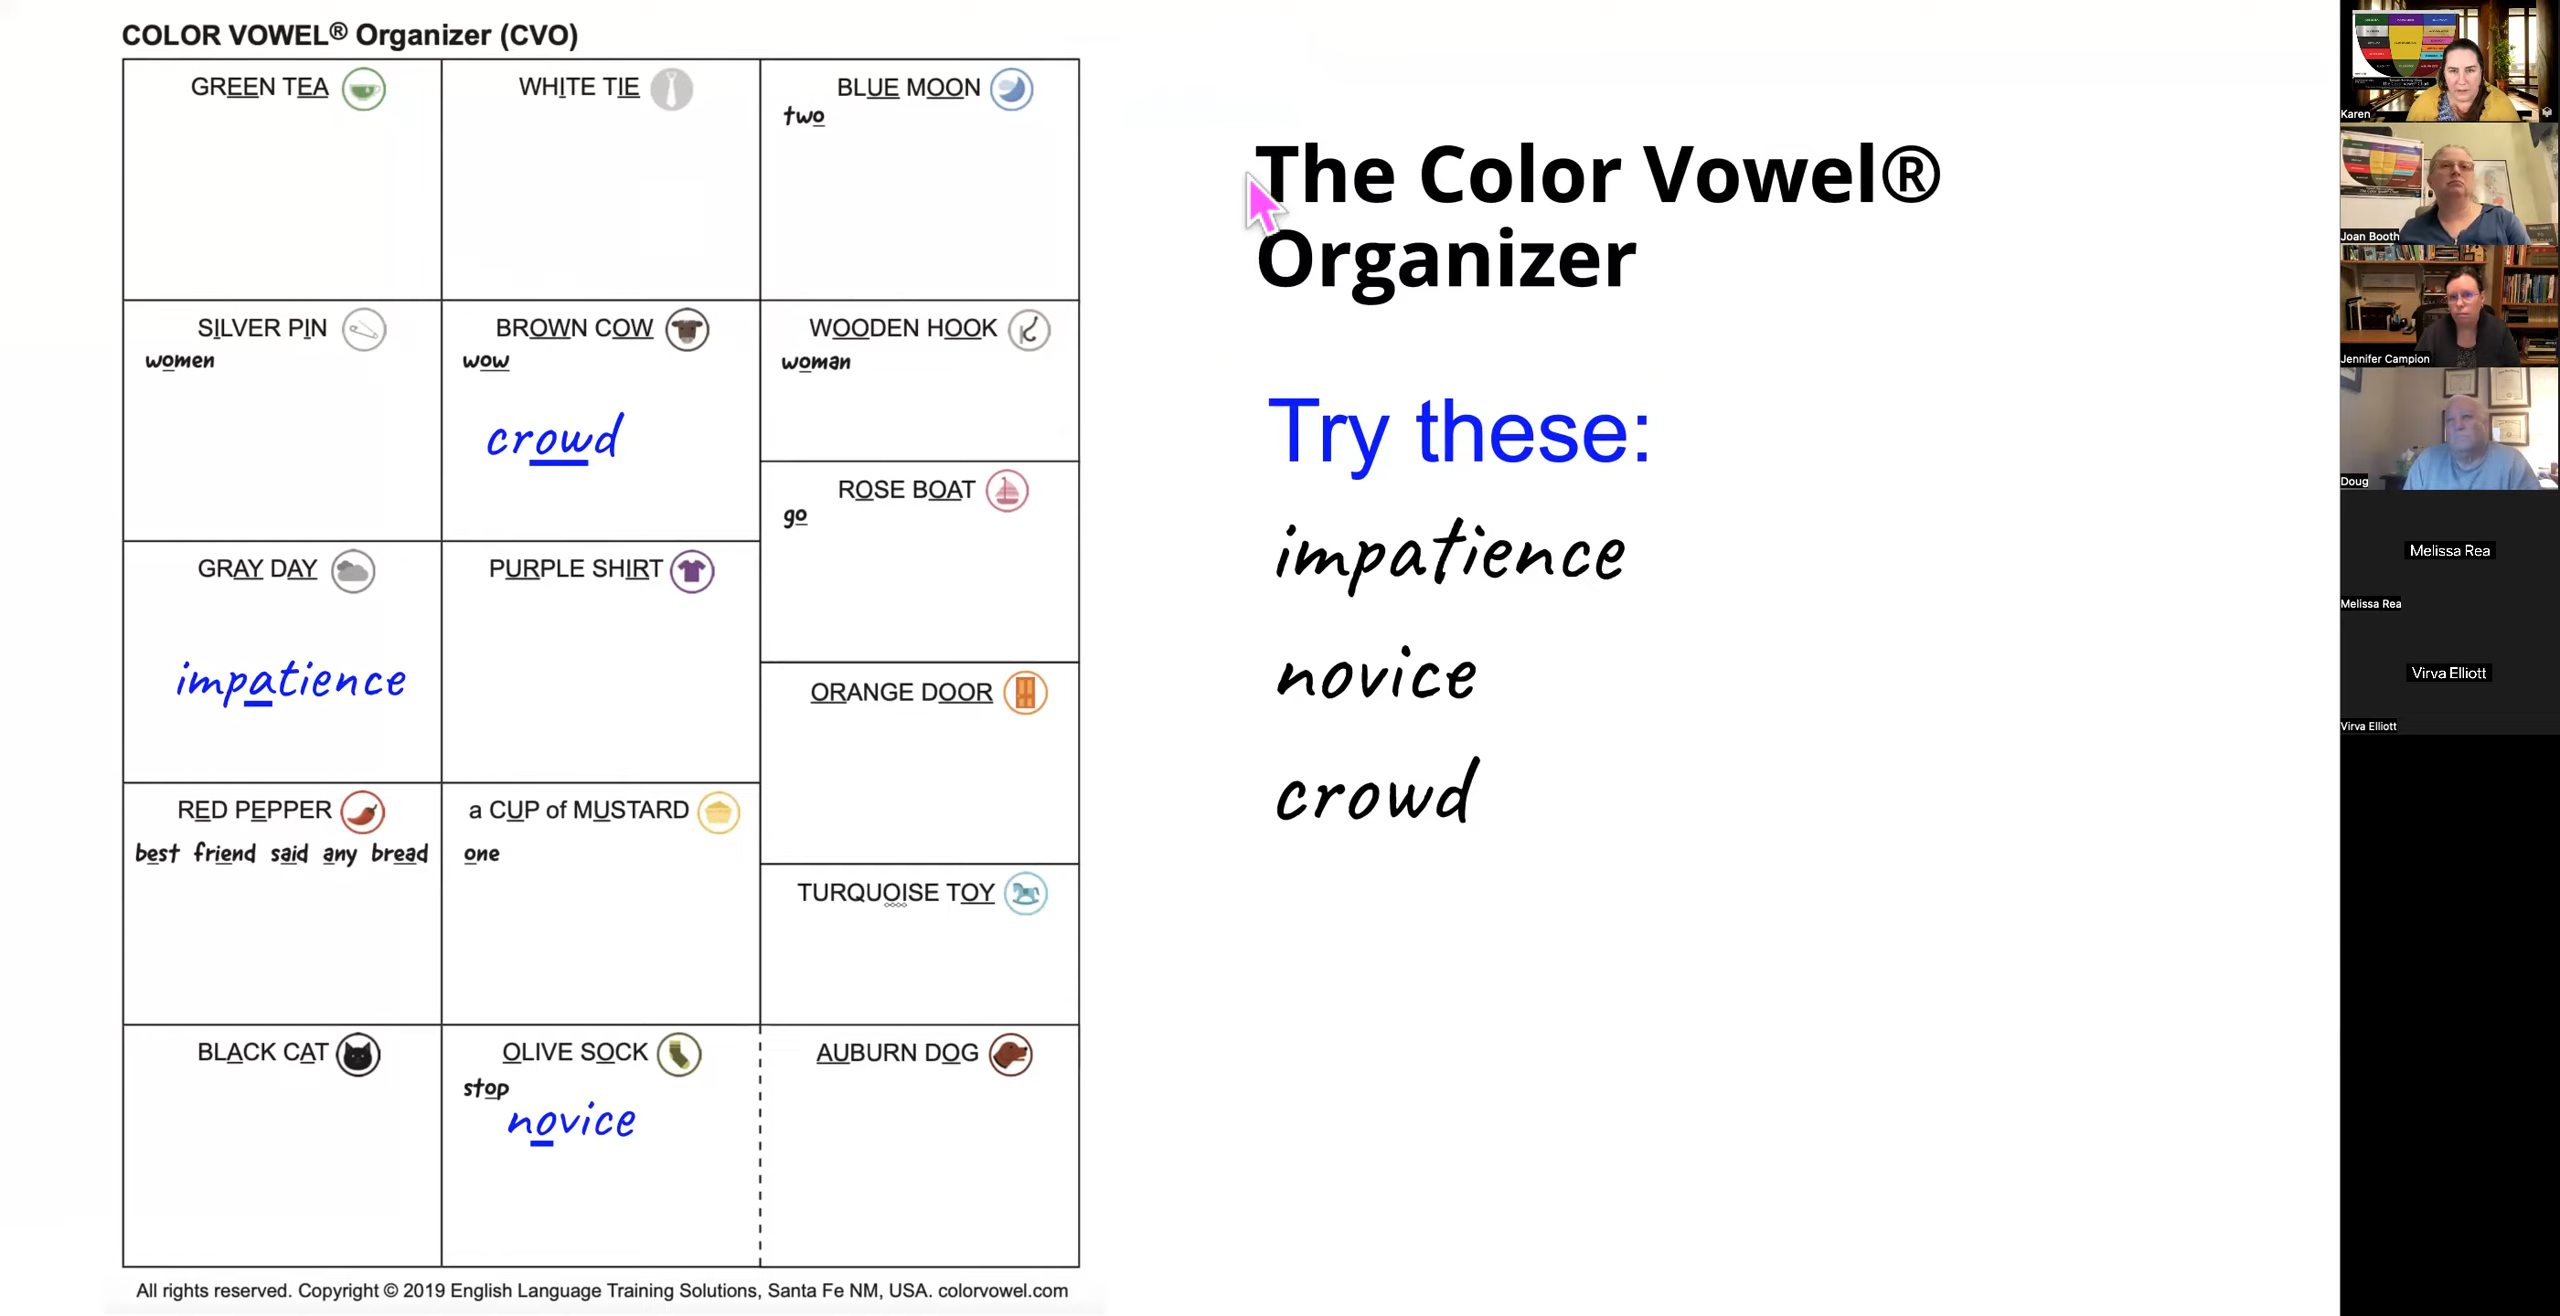 COLOR VOWEL® Organizer (CVO)
GREEN TEA
WHITE TIE
BLUE MOON
two
SILVER PIN
women
BROWN COW
wow
crowd
WOODEN HOOK
woman
ROSE BOAT
go
GRAY DAY
impatience
PURPLE SHIRT
ORANGE DOOR
RED PEPPER
best friend said any bread
a CUP of MUSTARD
one
TURQUOISE TOY
BLACK CAT
OLIVE SOCK
stop
novice
AUBURN DOG
All rights reserved. Copyright © 2019 English Language Training Solutions, Santa Fe NM, USA. colorvowel.com
The Color Vowel®
Organizer
Try these:
impatience
novice
crowd
Karen
Joan Booth
Jennifer Campion
Doug
Melissa Rea
Melissa Rea
Virva Elliott
Virva Elliott